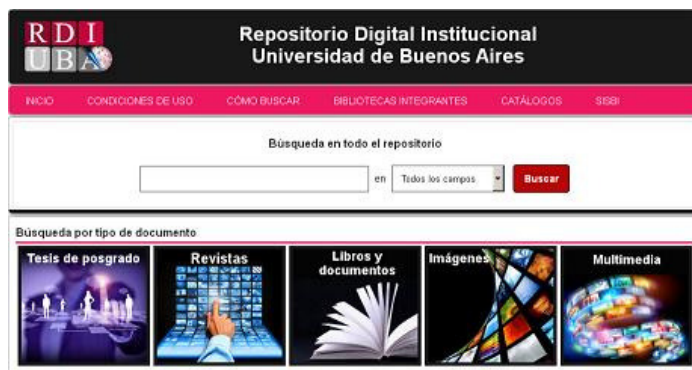 RDI
UBA
Repositorio Digital Institucional
Universidad de Buenos Aires
INICIO CONDICIONES DE USO CÓMO BUSCAR BIBLIOTECAS INTEGRANTES CATÁLOGOS SISBI
Búsqueda en todo el repositorio
en Todos los campos Buscar
Búsqueda por tipo de documento
Tesis de posgrado
Revistas
Libros y
documentos
Imágenes
Multimedia